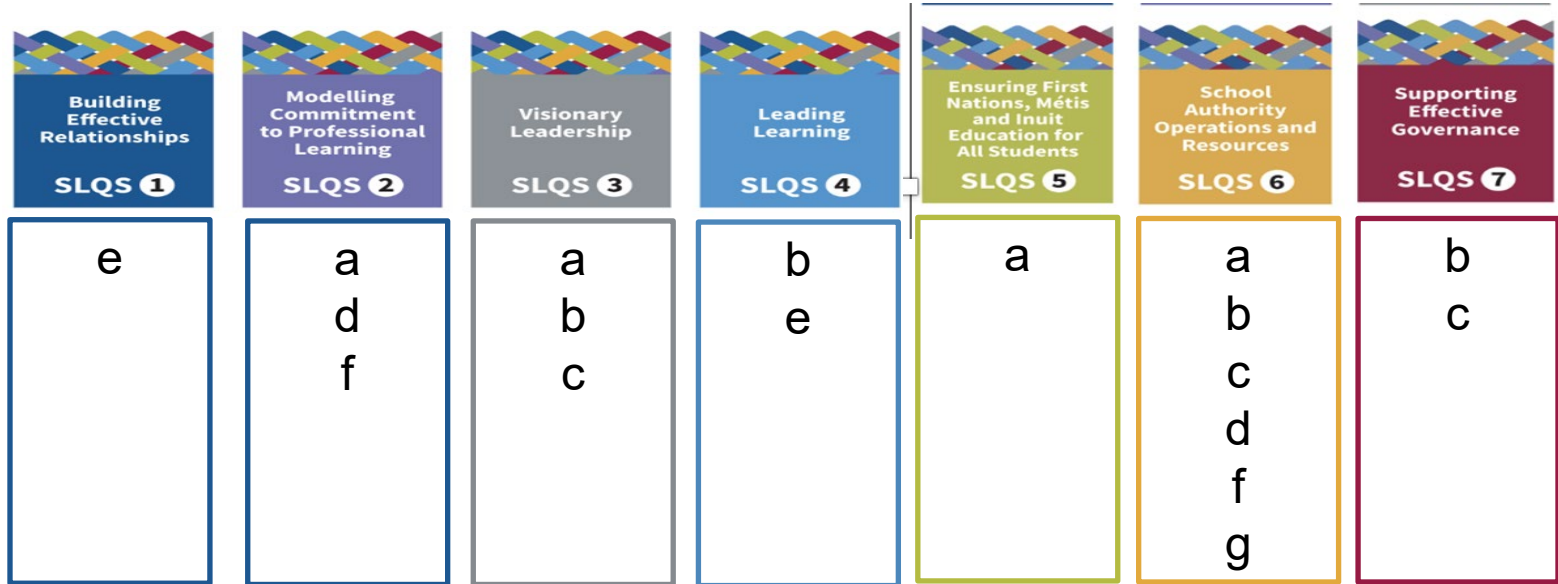 Building
Effective
Relationships
SLQS 1
Modelling
Commitment
to Professional
Learning
SLQS 2
Visionary
Leadership
SLQS 3
Leading
Learning
SLQS 4
Ensuring First
Nations, Métis
and Inuit
Education for
All Students
SLQS 5
School
Authority
Operations and
Resources
SLQS 6
Supporting
Effective
Governance
SLQS 7
e
a
d
f
a
b
c
b
e
a
a
b
c
d
f
g
b
c